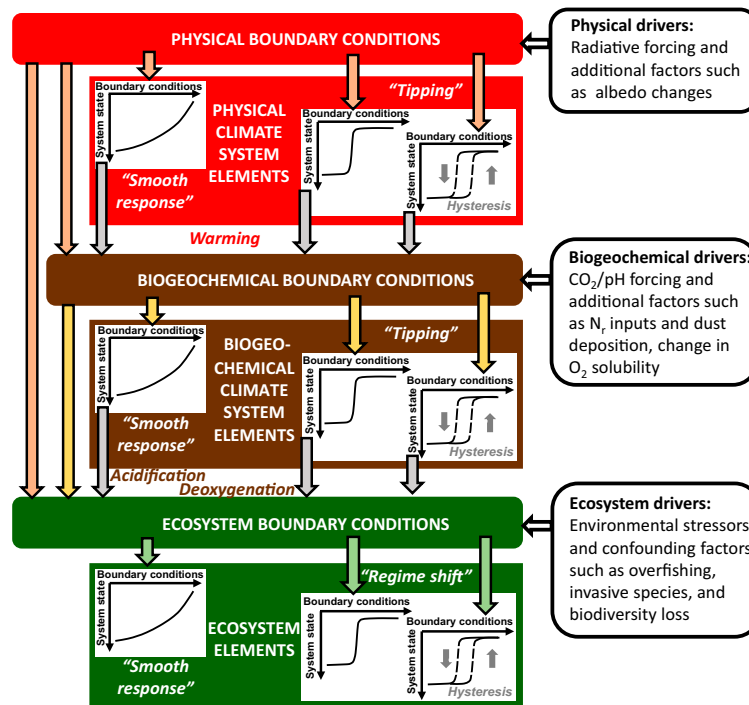 PHYSICAL BOUNDARY CONDITIONS
Physical drivers:
Radiative forcing and
additional factors such
as albedo changes
Boundary conditions
System state
"Smooth
response"
PHYSICAL
CLIMATE
SYSTEM
ELEMENTS
"Tipping"
Boundary conditions
System state
Boundary conditions
System state
Hysteresis
Warming
BIOGEOCHEMICAL BOUNDARY CONDITIONS
Biogeochemical drivers:
CO₂/pH forcing and
additional factors such
as Nᵣ inputs and dust
deposition, change in
O₂ solubility
Boundary conditions
System state
"Smooth
response"
BIOGEO-
CHEMICAL
CLIMATE
SYSTEM
ELEMENTS
"Tipping"
Boundary conditions
System state
Boundary conditions
System state
Hysteresis
Acidification
Deoxygenation
ECOSYSTEM BOUNDARY CONDITIONS
Ecosystem drivers:
Environmental stressors
and confounding factors
such as overfishing,
invasive species, and
biodiversity loss
Boundary conditions
System state
"Smooth
response"
ECOSYSTEM
ELEMENTS
"Regime shift"
Boundary conditions
System state
Boundary conditions
System state
Hysteresis